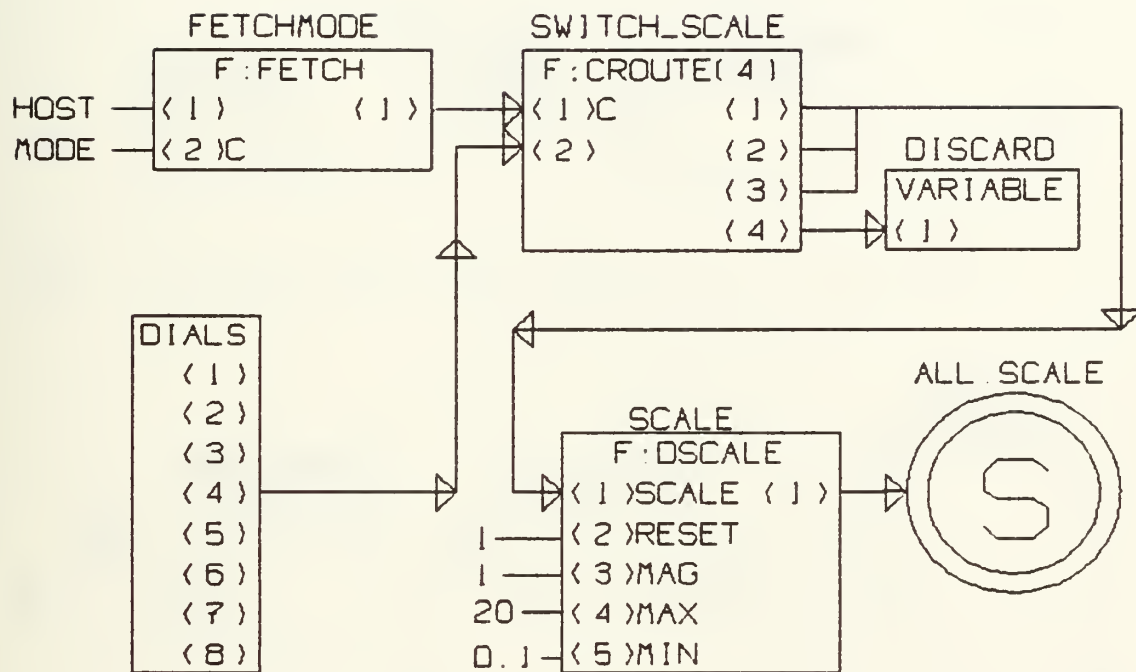 FETCHMODE
F:FETCH
HOST <1> <1>
MODE <2>C
SWITCH_SCALE
F:CROUTE(4)
<1>C <1>
<2> <2>
<3>
<4>
DISCARD
VARIABLE
<1>
DIALS
<1>
<2>
<3>
<4>
<5>
<6>
<7>
<8>
SCALE
F:DSCALE
<1>SCALE <1>
1 <2>RESET
1 <3>MAG
20 <4>MAX
0.1 <5>MIN
ALL.SCALE
S